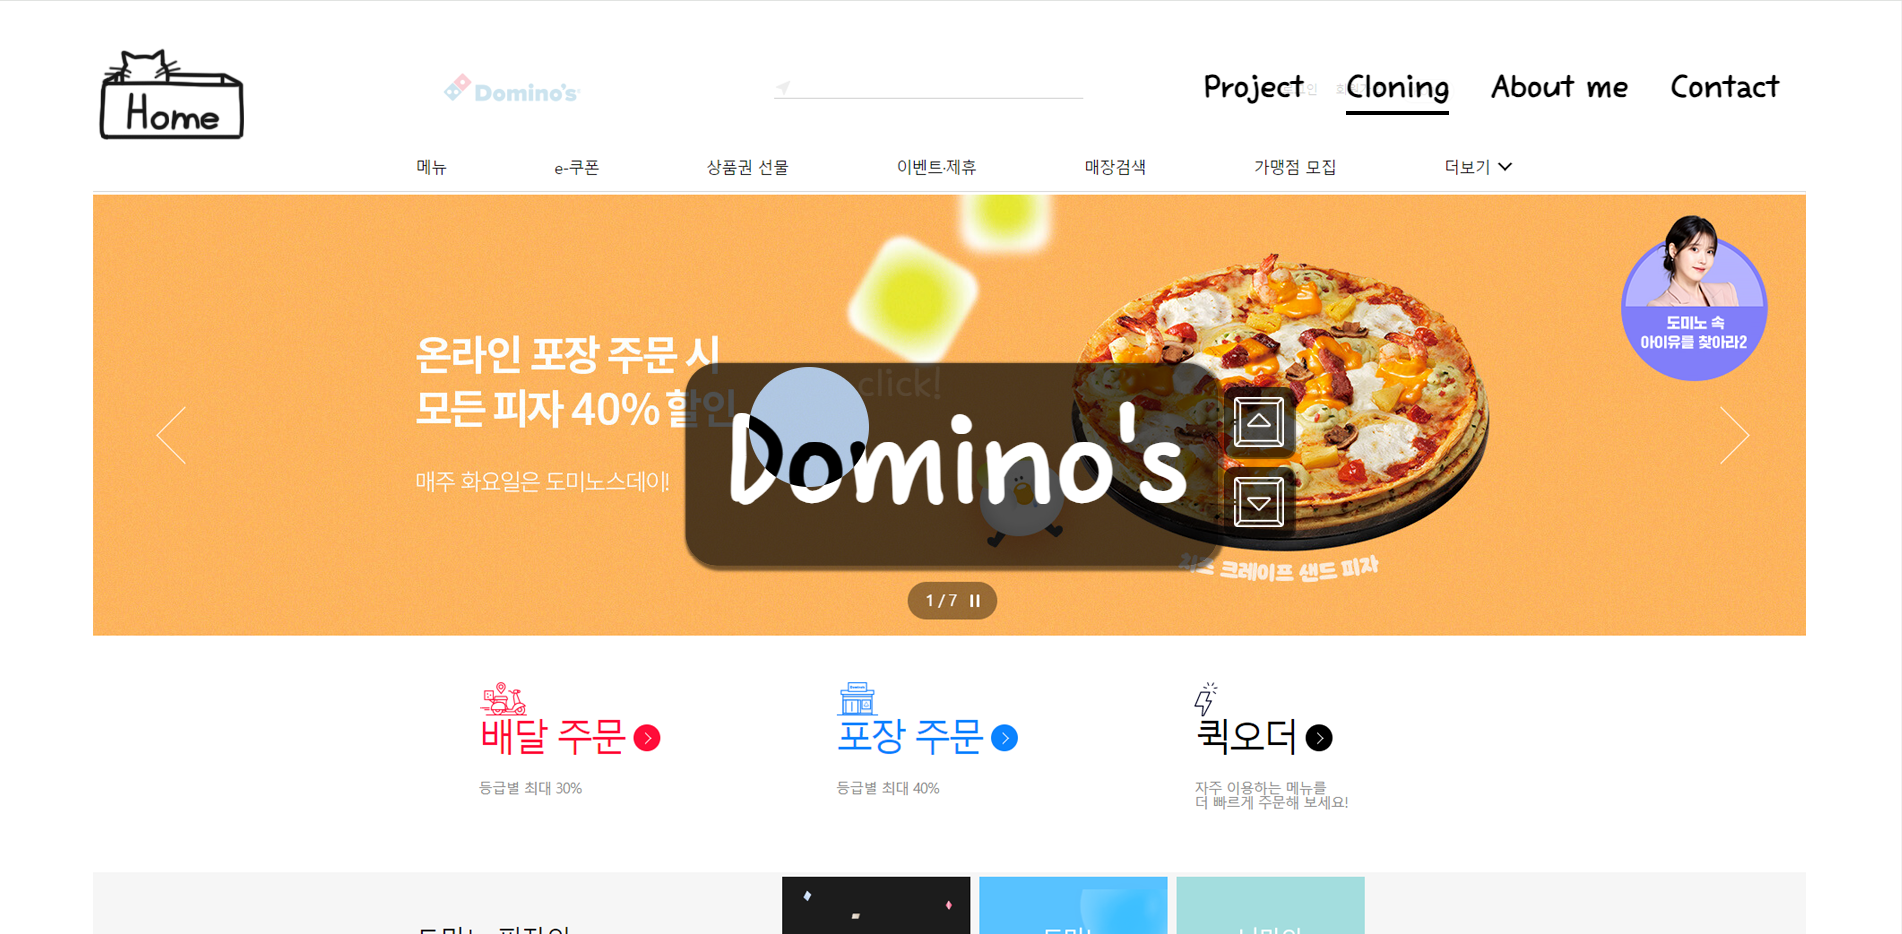 Home
Domino's
Project
Cloning
About me
Contact
메뉴
e-쿠폰
상품권 선물
이벤트·제휴
매장검색
가맹점 모집
더보기
온라인 포장 주문 시
모든 피자 40% 할인
매주 화요일은 도미노스데이!
click!
Domino's
치즈 크레이프 샌드 피자
도미노 속
아이유를 찾아라2
1 / 7
배달 주문
등급별 최대 30%
포장 주문
등급별 최대 40%
퀵오더
자주 이용하는 메뉴를
더 빠르게 주문해 보세요!